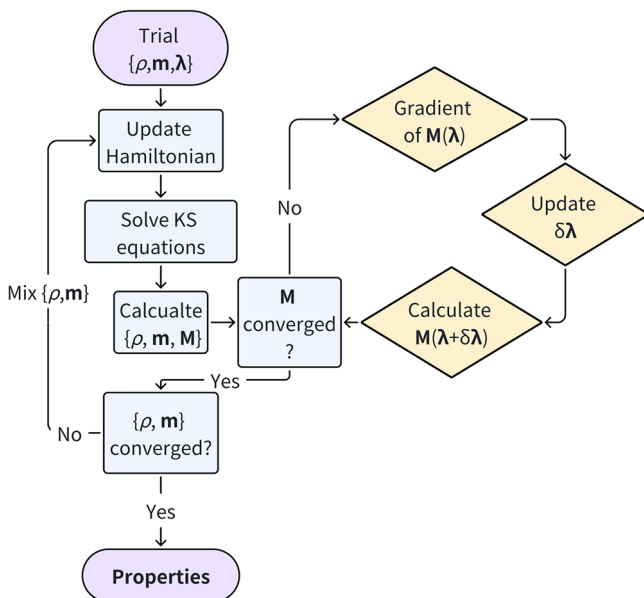 Trial
{ρ,m,λ}
Update
Hamiltonian
Solve KS
equations
Calcualte
{ρ, m, M}
M
converged
?
No
Gradient
of M(λ)
Update
δλ
Calculate
M(λ+δλ)
Yes
{ρ, m}
converged?
No
Mix {ρ,m}
Yes
Properties